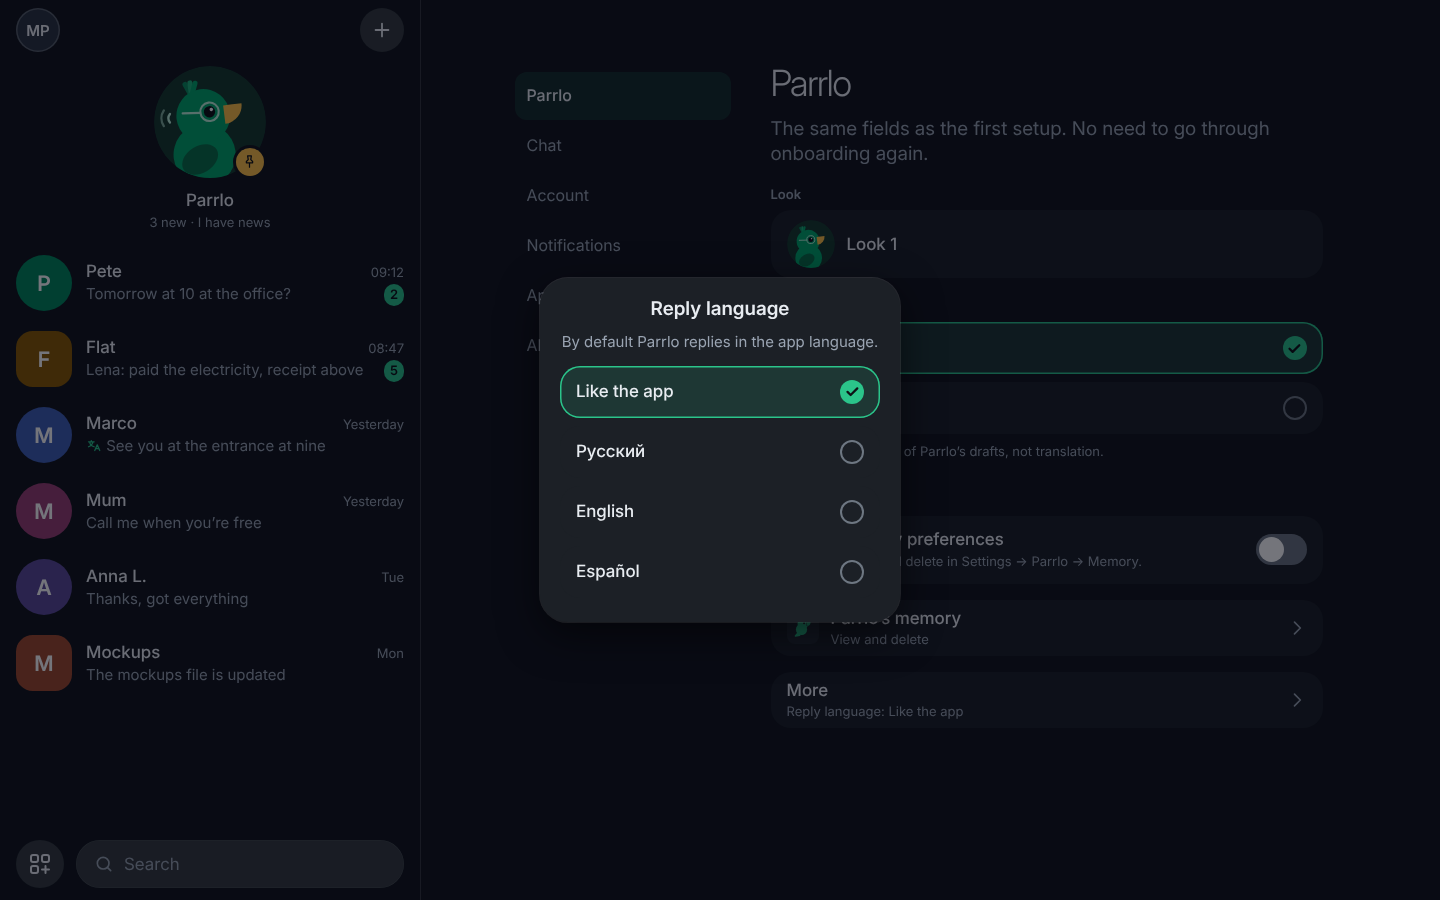 MP
Parrlo
3 new · I have news
P
Pete
09:12
Tomorrow at 10 at the office?
2
F
Flat
08:47
Lena: paid the electricity, receipt above
5
M
Marco
Yesterday
See you at the entrance at nine
M
Mum
Yesterday
Call me when you're free
A
Anna L.
Tue
Thanks, got everything
M
Mockups
Mon
The mockups file is updated
Search
Parrlo
Chat
Account
Notifications
Parrlo
The same fields as the first setup. No need to go through
onboarding again.
Look
Look 1
Reply language
By default Parrlo replies in the app language.
Like the app
Русский
English
Español
of Parrlo's drafts, not translation.
preferences
delete in Settings → Parrlo → Memory.
Parrlo's memory
View and delete
More
Reply language: Like the app